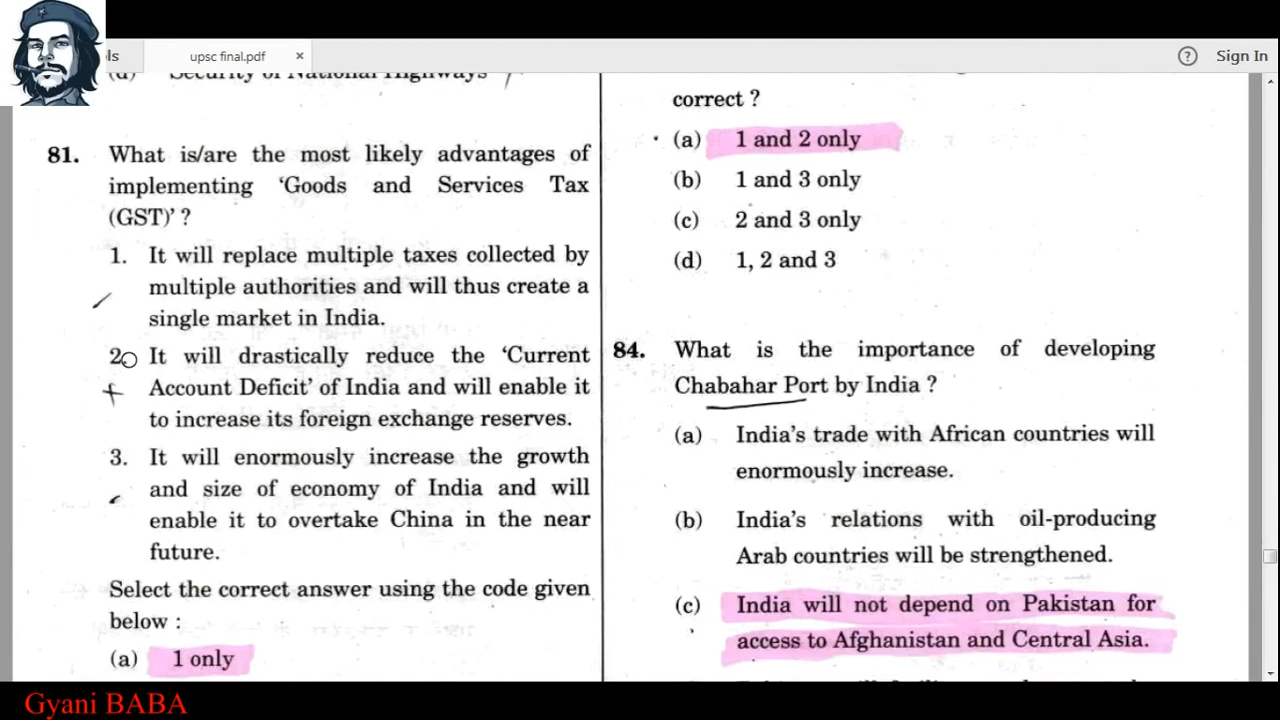 ls
upsc final.pdf ×
? Sign In
(d) Security of National Highways
81. What is/are the most likely advantages of
implementing ‘Goods and Services Tax
(GST)’ ?
1. It will replace multiple taxes collected by
multiple authorities and will thus create a
single market in India.
2. It will drastically reduce the ‘Current
Account Deficit’ of India and will enable it
to increase its foreign exchange reserves.
3. It will enormously increase the growth
and size of economy of India and will
enable it to overtake China in the near
future.
Select the correct answer using the code given
below :
(a) 1 only
correct ?
(a) 1 and 2 only
(b) 1 and 3 only
(c) 2 and 3 only
(d) 1, 2 and 3
84. What is the importance of developing
Chabahar Port by India ?
(a) India’s trade with African countries will
enormously increase.
(b) India’s relations with oil-producing
Arab countries will be strengthened.
(c) India will not depend on Pakistan for
access to Afghanistan and Central Asia.
Gyani BABA